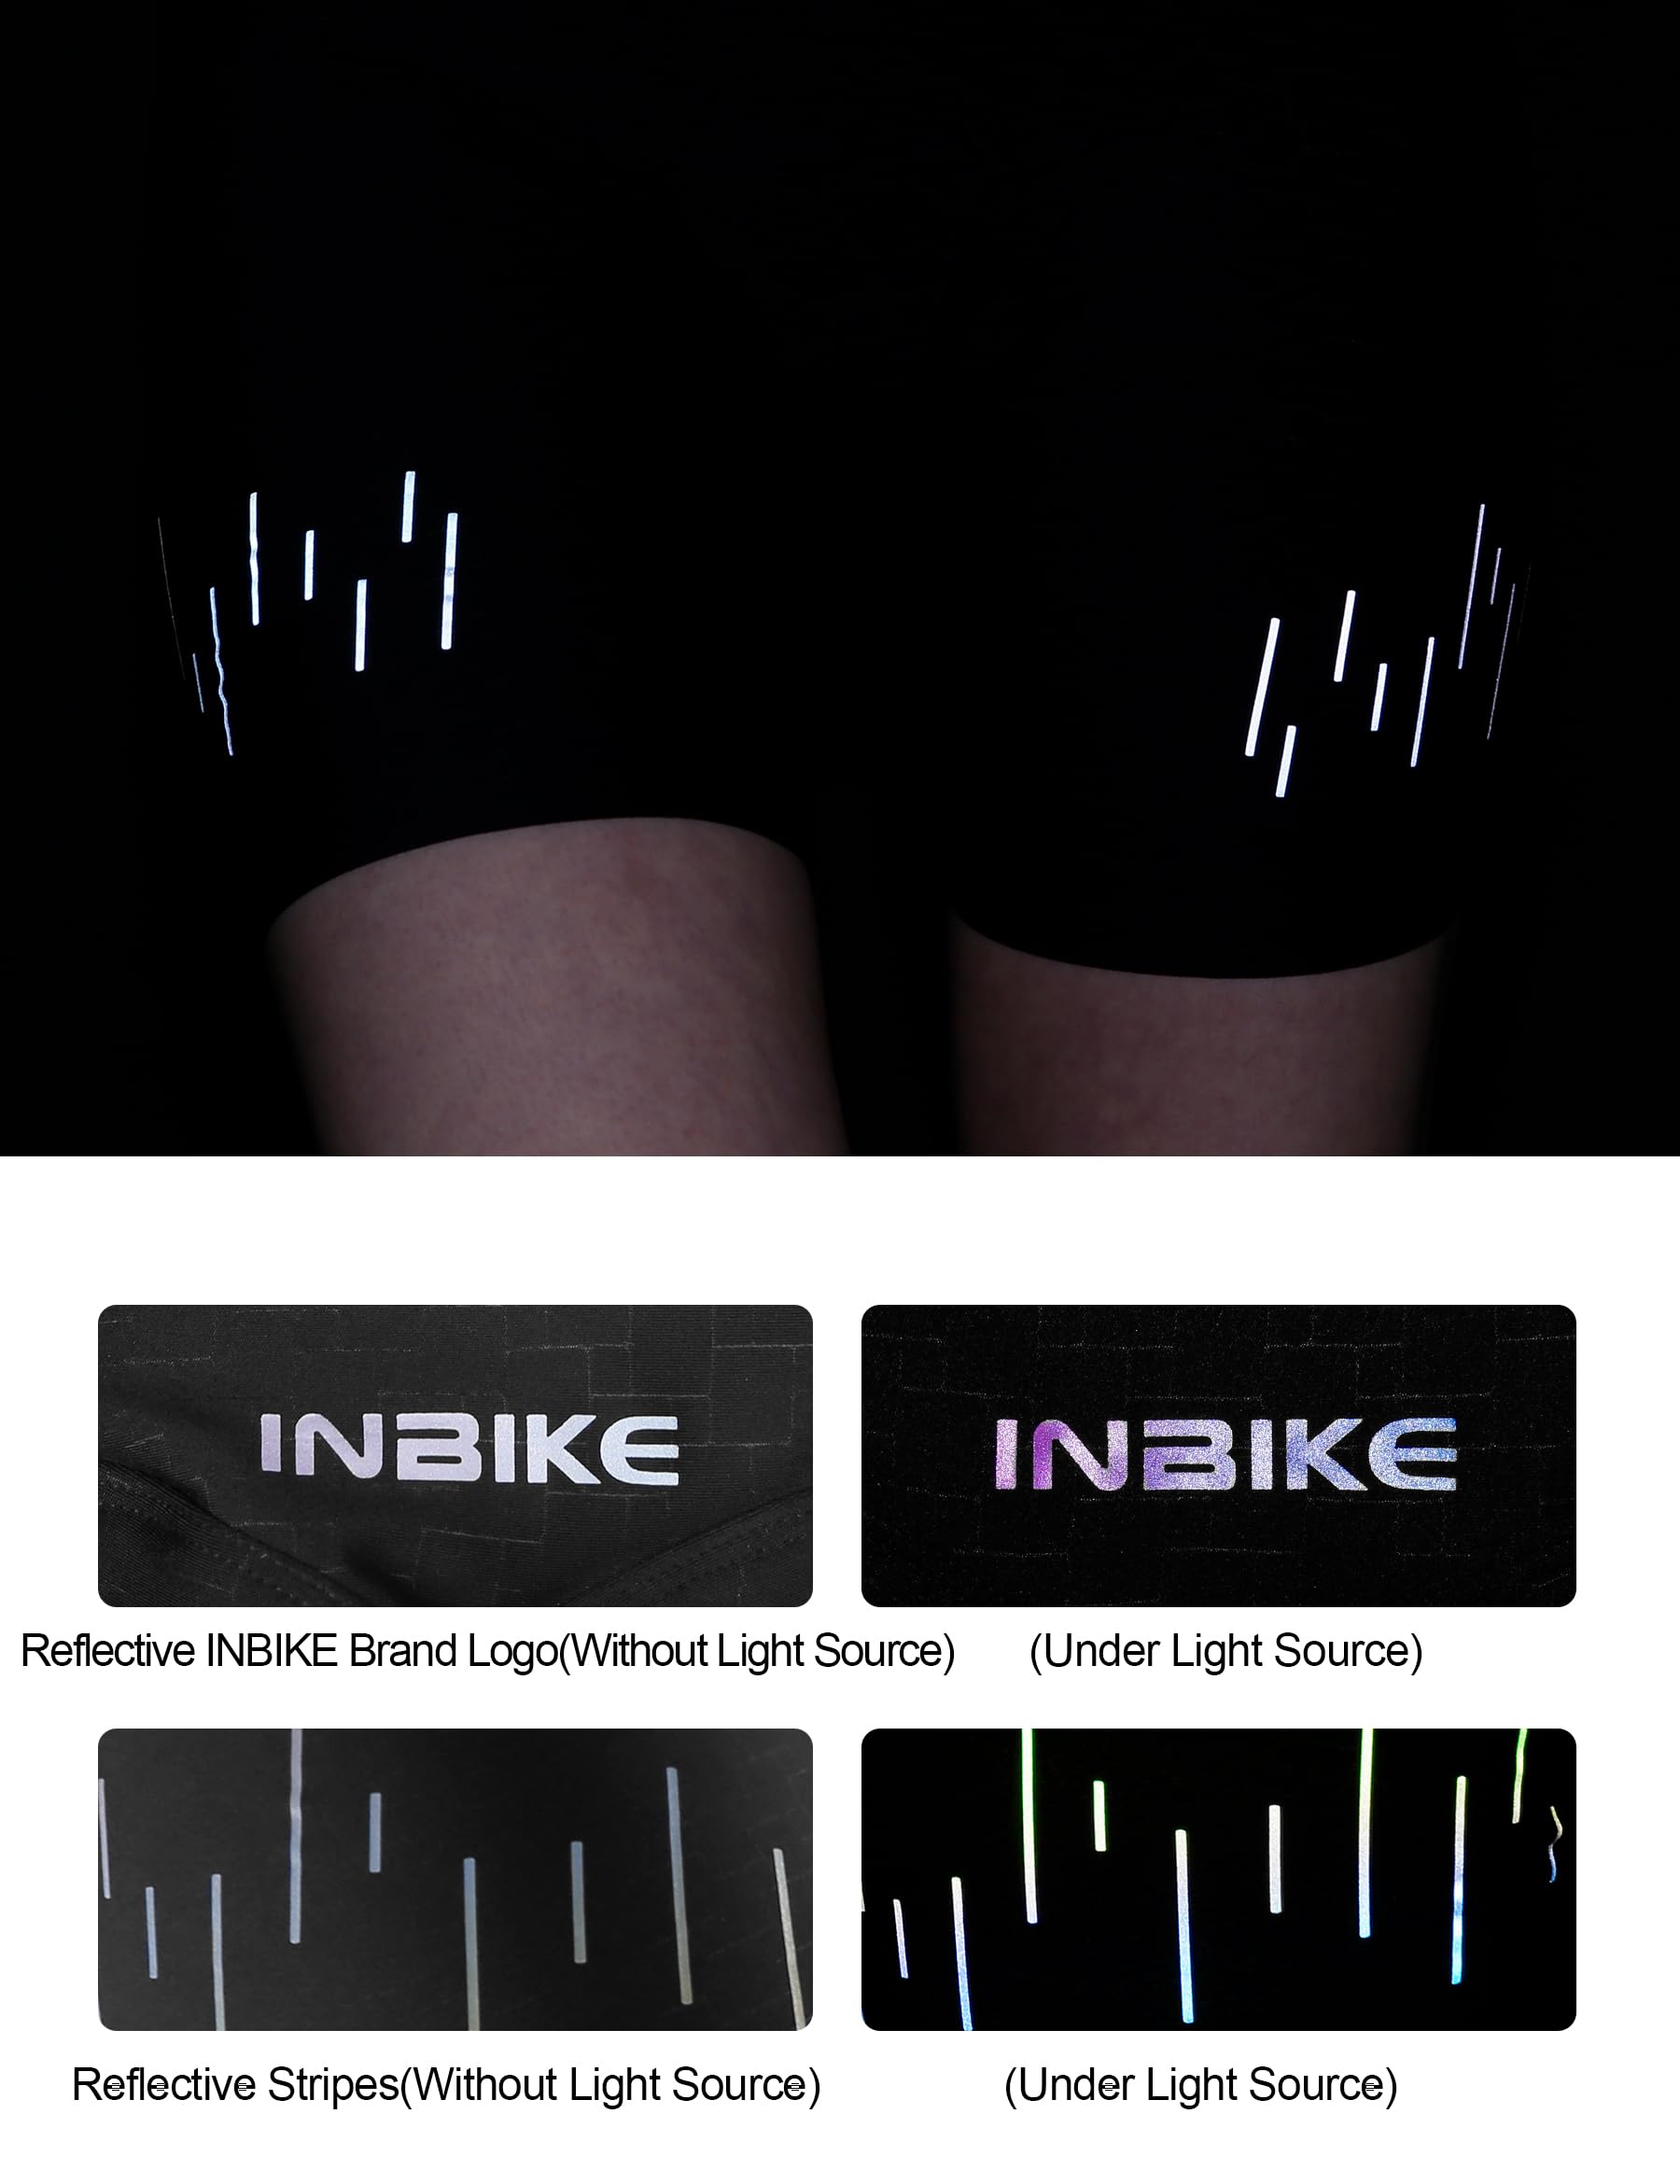 INBIKE
INBIKE
Reflective INBIKE Brand Logo(Without Light Source)
(Under Light Source)
Reflective Stripes(Without Light Source)
(Under Light Source)